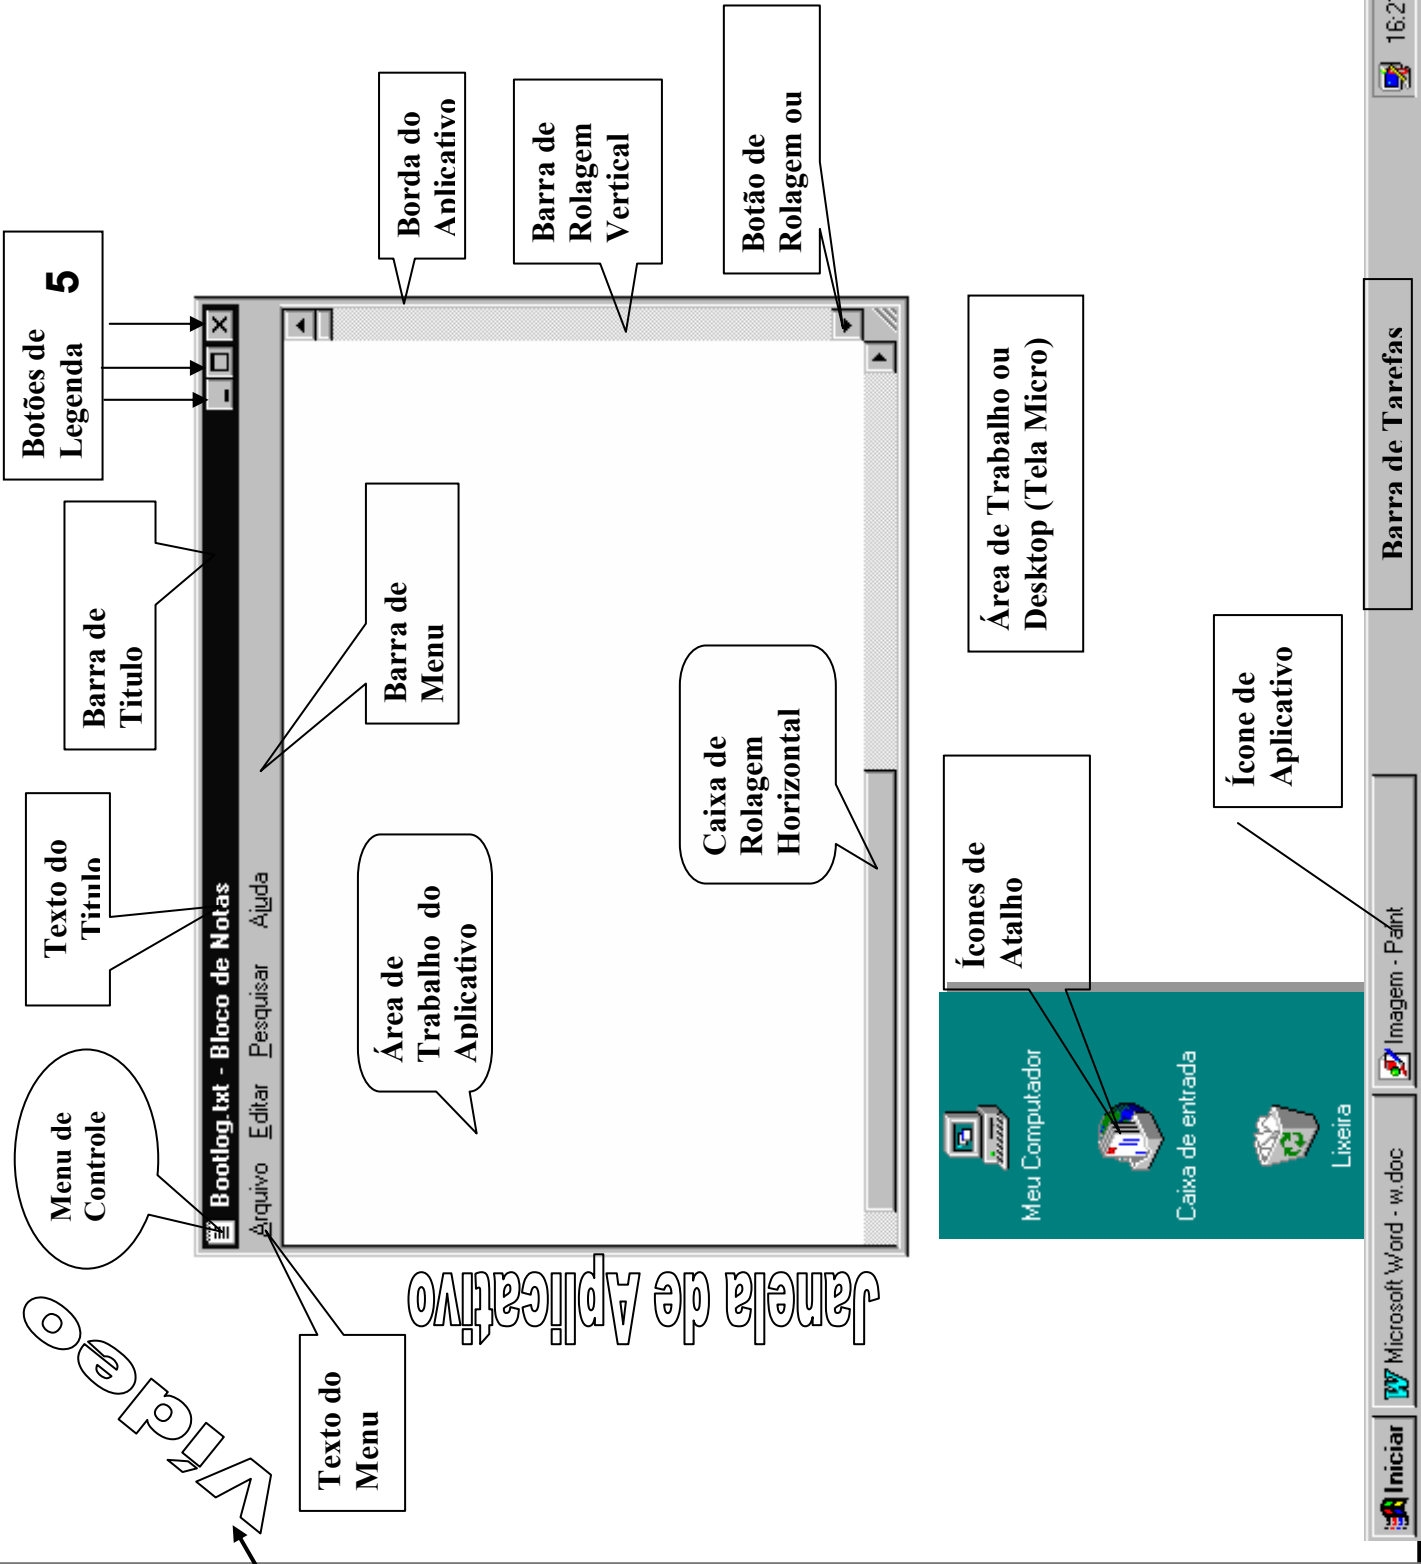 Vídeo
Menu de
Controle
Texto do
Titulo
Barra de
Titulo
Botões de
Legenda
5
Bootlog.txt - Bloco de Notas
Arquivo Editar Pesquisar Ajuda
Texto do
Menu
Janela de Aplicativo
Área de
Trabalho do
Aplicativo
Barra de
Menu
Borda do
Aplicativo
Barra de
Rolagem
Vertical
Caixa de
Rolagem
Horizontal
Botão de
Rolagem ou
Meu Computador
Caixa de entrada
Lixeira
Ícones de
Atalho
Área de Trabalho ou
Desktop (Tela Micro)
Ícone de
Aplicativo
Iniciar
Microsoft Word - w.doc
Imagem - Paint
Barra de Tarefas